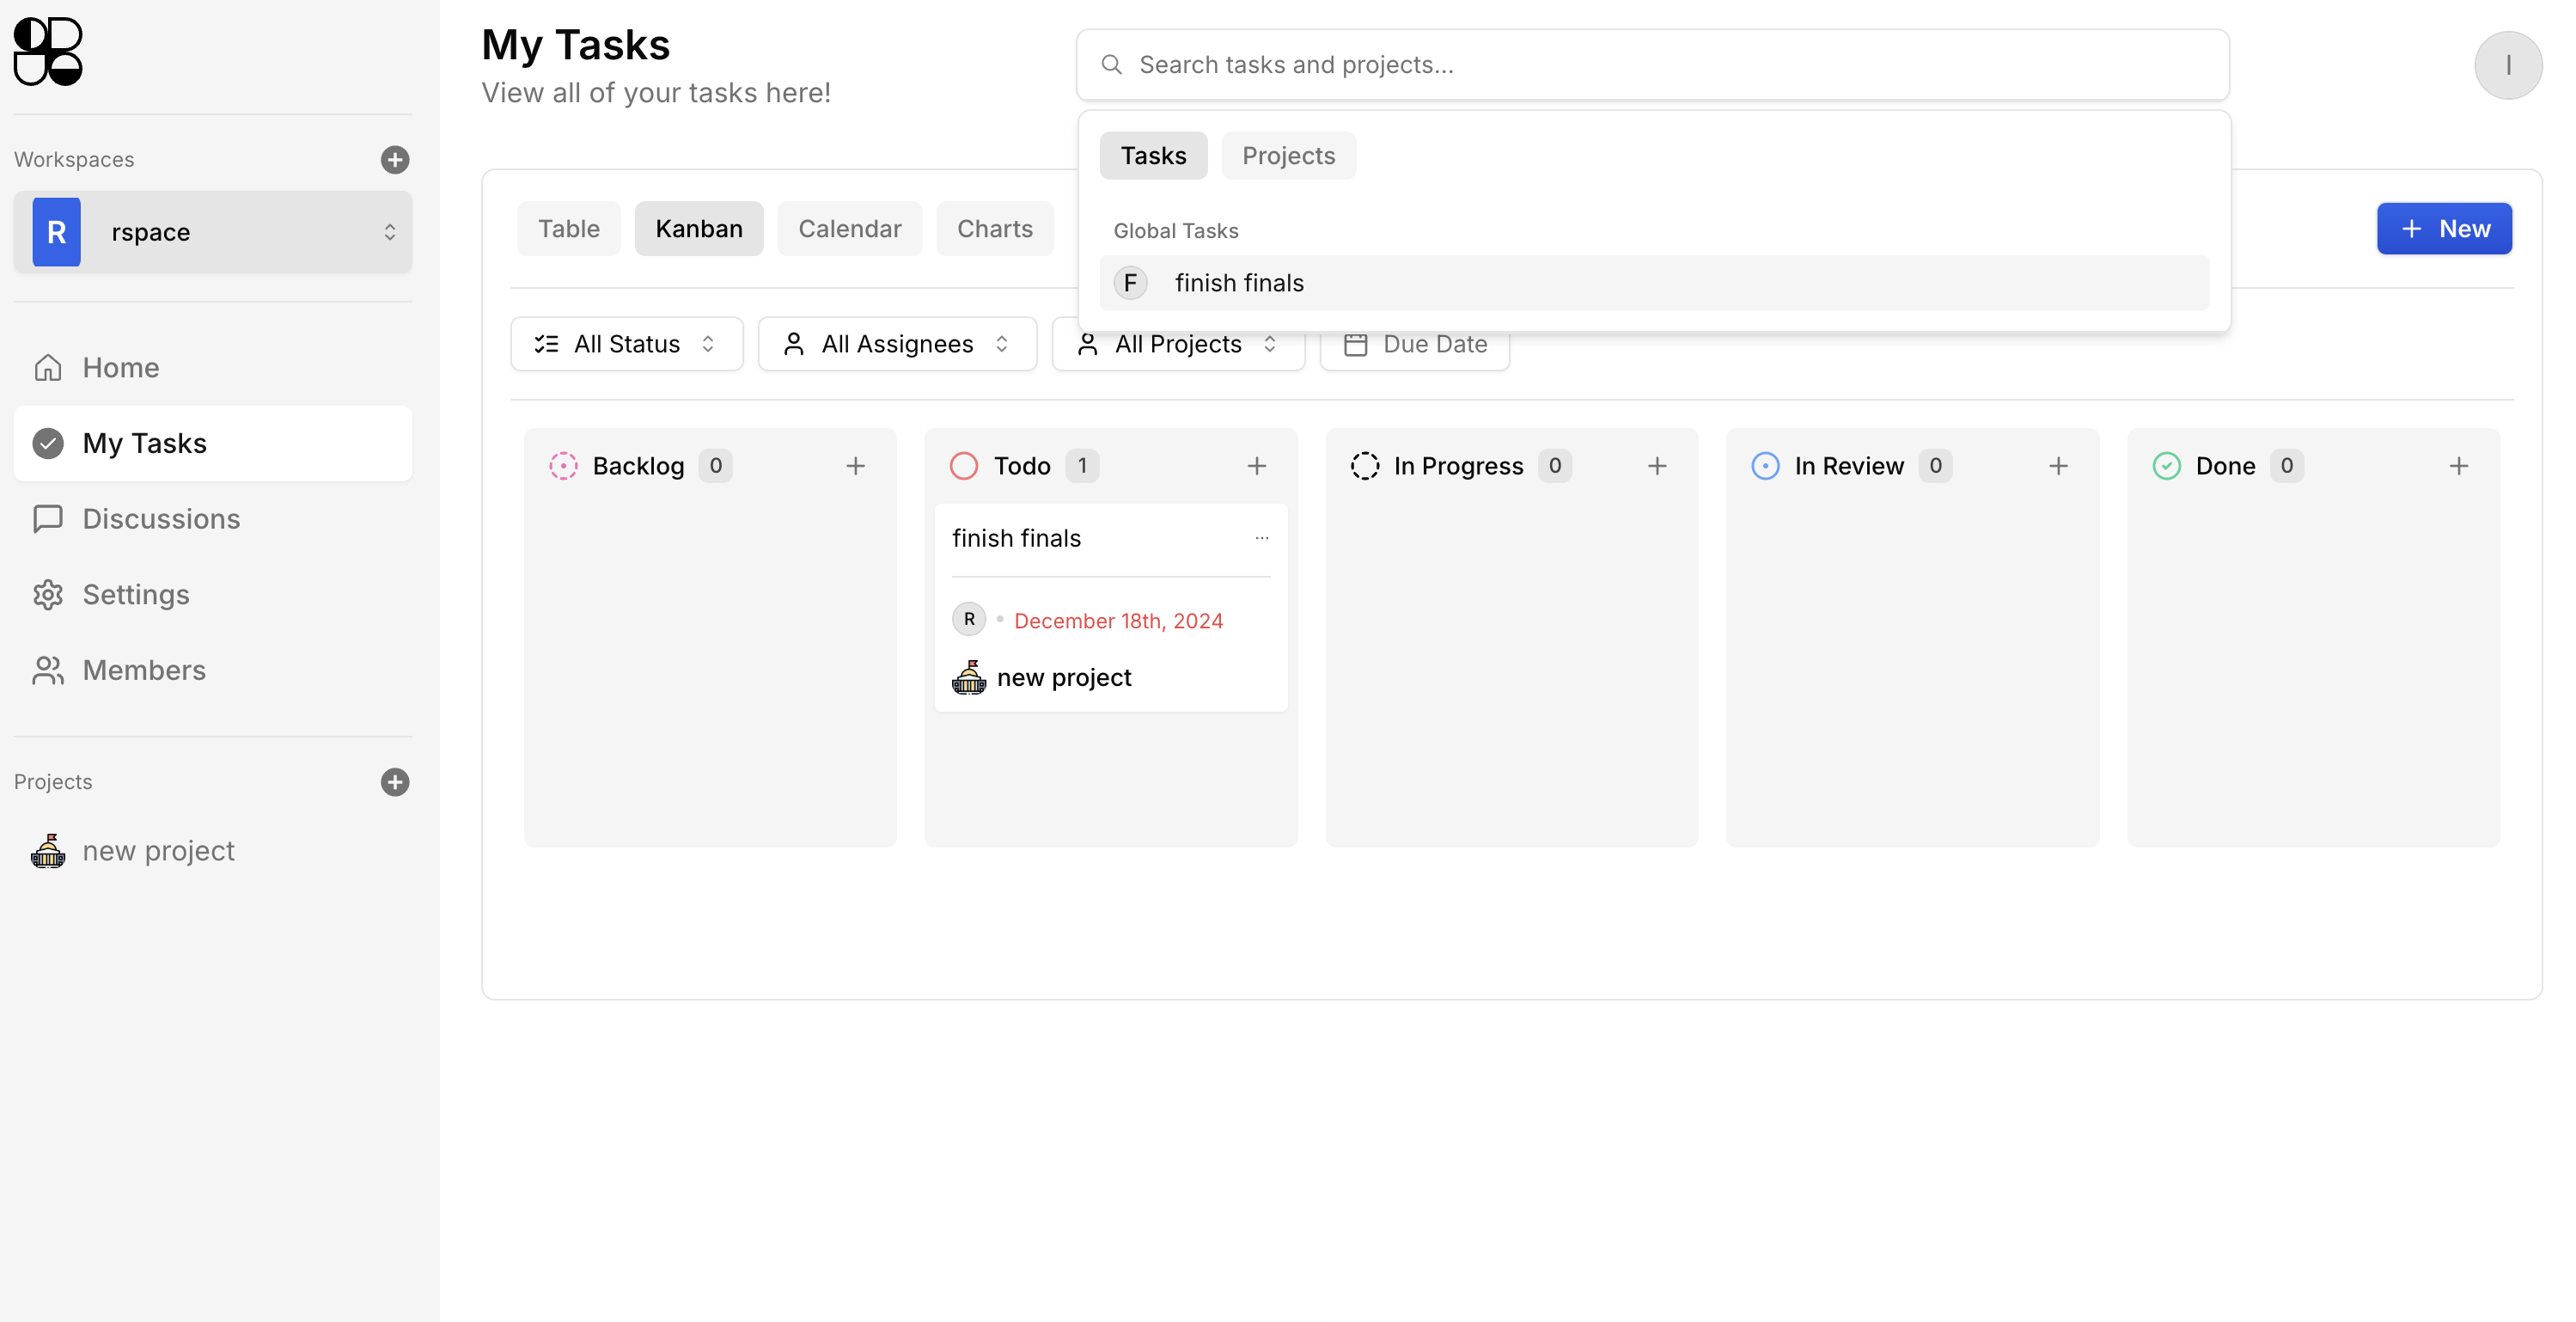 Workspaces
R rspace
Home
My Tasks
Discussions
Settings
Members
Projects
new project
My Tasks
View all of your tasks here!
Search tasks and projects...
I
Tasks Projects
Global Tasks
F finish finals
Table Kanban Calendar Charts
New
All Status All Assignees All Projects Due Date
Backlog 0
Todo 1
finish finals
R December 18th, 2024
new project
In Progress 0
In Review 0
Done 0